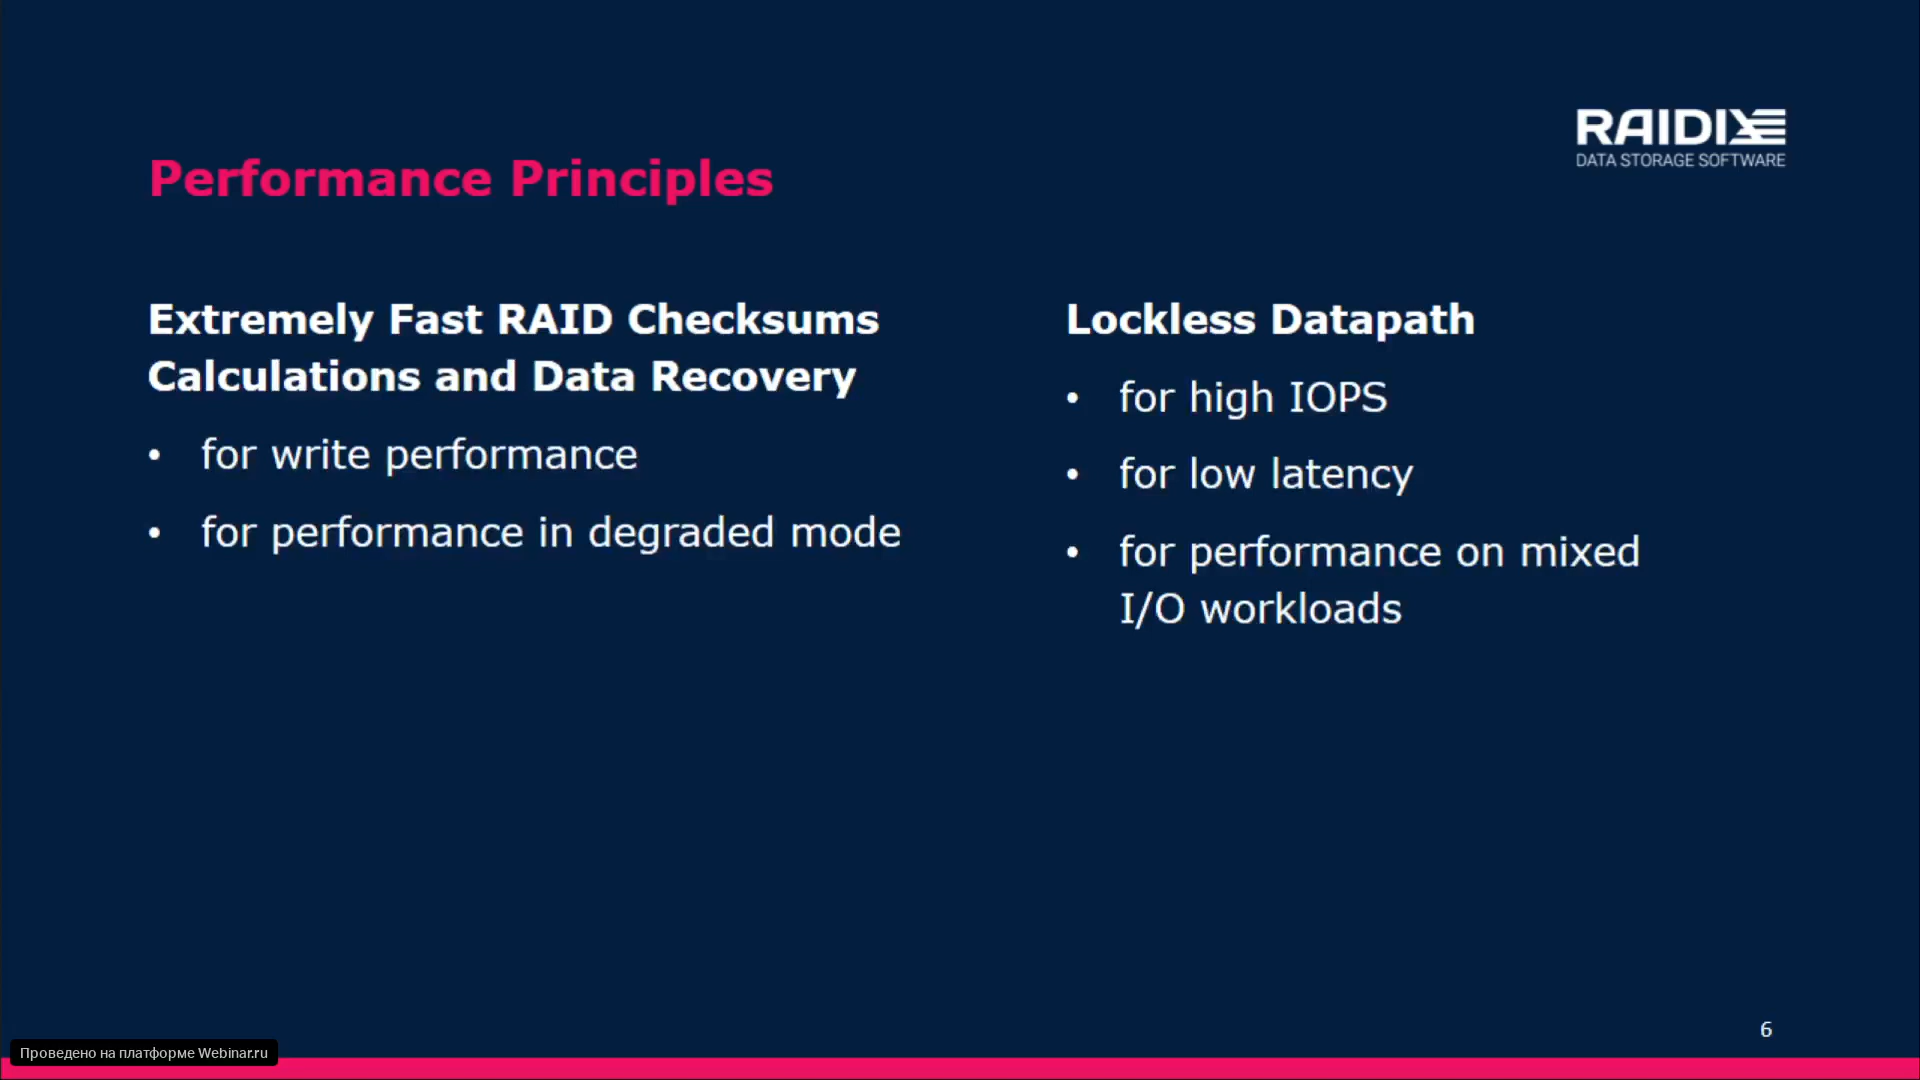 RAIDIX
DATA STORAGE SOFTWARE
Performance Principles
Extremely Fast RAID Checksums
Calculations and Data Recovery
• for write performance
• for performance in degraded mode
Lockless Datapath
• for high IOPS
• for low latency
• for performance on mixed
I/O workloads
6
Проведено на платформе Webinar.ru